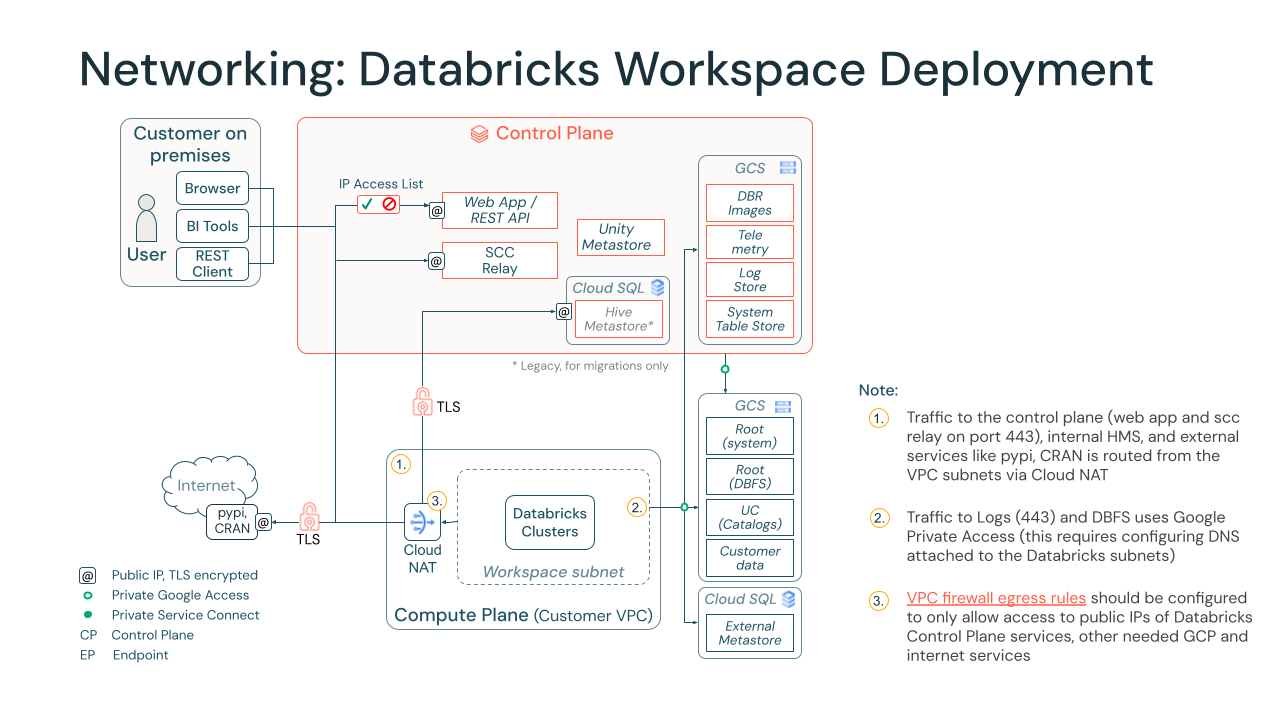 Networking: Databricks Workspace Deployment
Customer on
premises
Browser
BI Tools
REST
Client
User
Control Plane
IP Access List
@
Web App /
REST API
@
SCC
Relay
Unity
Metastore
Cloud SQL
@
Hive
Metastore*
GCS
DBR
Images
Tele
metry
Log
Store
System
Table Store
* Legacy, for migrations only
TLS
GCS
Root
(system)
Root
(DBFS)
UC
(Catalogs)
Customer
data
Cloud SQL
External
Metastore
1.
3.
2.
Databricks
Clusters
Workspace subnet
Cloud
NAT
Compute Plane (Customer VPC)
Internet
pypi,
CRAN
@
TLS
@ Public IP, TLS encrypted
Private Google Access
Private Service Connect
CP Control Plane
EP Endpoint
Note:
1. Traffic to the control plane (web app and scc
relay on port 443), internal HMS, and external
services like pypi, CRAN is routed from the
VPC subnets via Cloud NAT
2. Traffic to Logs (443) and DBFS uses Google
Private Access (this requires configuring DNS
attached to the Databricks subnets)
3. VPC firewall egress rules should be configured
to only allow access to public IPs of Databricks
Control Plane services, other needed GCP and
internet services